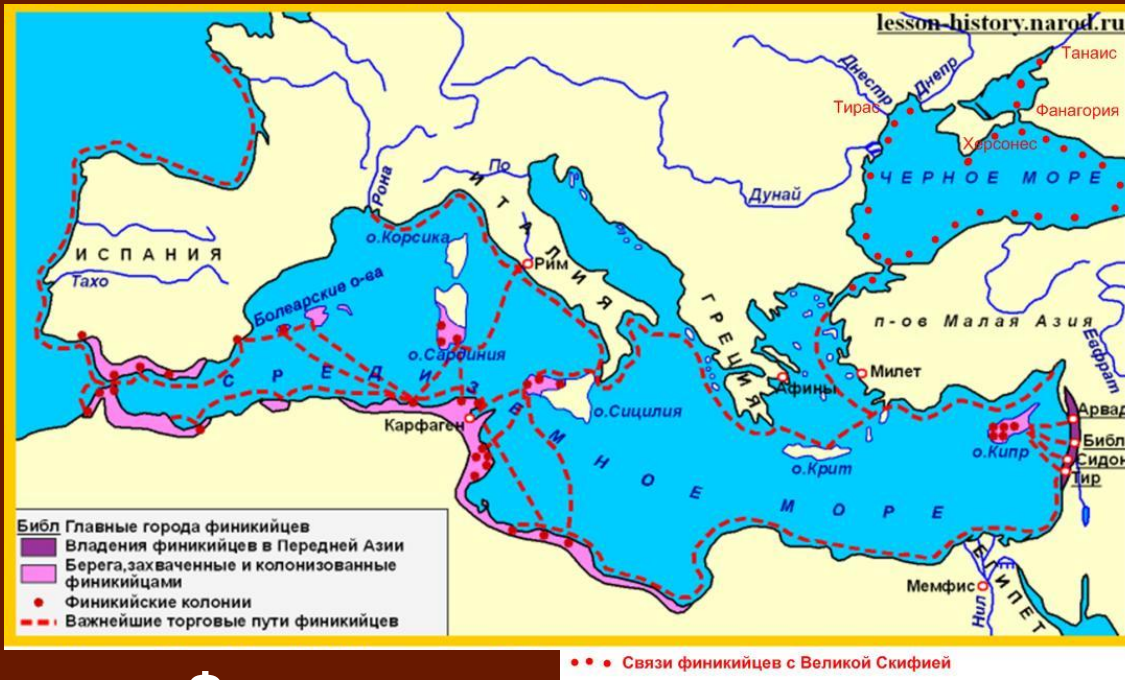 lesson-history.narod.ru
Танаис
Днестр
Днепр
Тирас
Фанагория
Херсонес
ЧЕРНОЕ МОРЕ
Рона
По
Дунай
ИТАЛИЯ
о.Корсика
ИСПАНИЯ
Рим
Тахо
Болеарские о-ва
ГРЕЦИЯ
п-ов Малая Азия
Евфрат
о.Сардиния
СРЕДИЗЕМНОЕ МОРЕ
Милет
Афины
о.Сицилия
Карфаген
Арвад
Библ
о.Кипр
Сидон
о.Крит
Тир
Библ Главные города финикийцев
Владения финикийцев в Передней Азии
Берега,захваченные и колонизованные
финикийцами
Финикийские колонии
Важнейшие торговые пути финикийцев
ЕГИПЕТ
Мемфис
Нил
Связи финикийцев с Великой Скифией